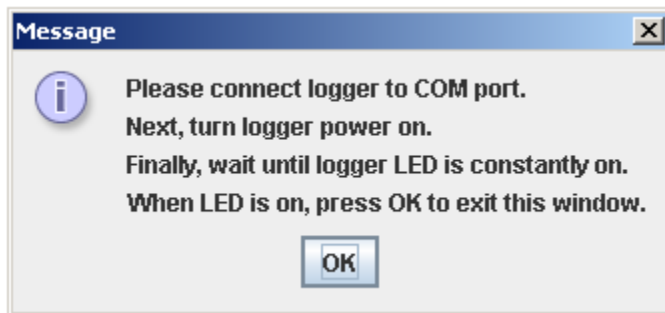 Message
Please connect logger to COM port.
Next, turn logger power on.
Finally, wait until logger LED is constantly on.
When LED is on, press OK to exit this window.
OK